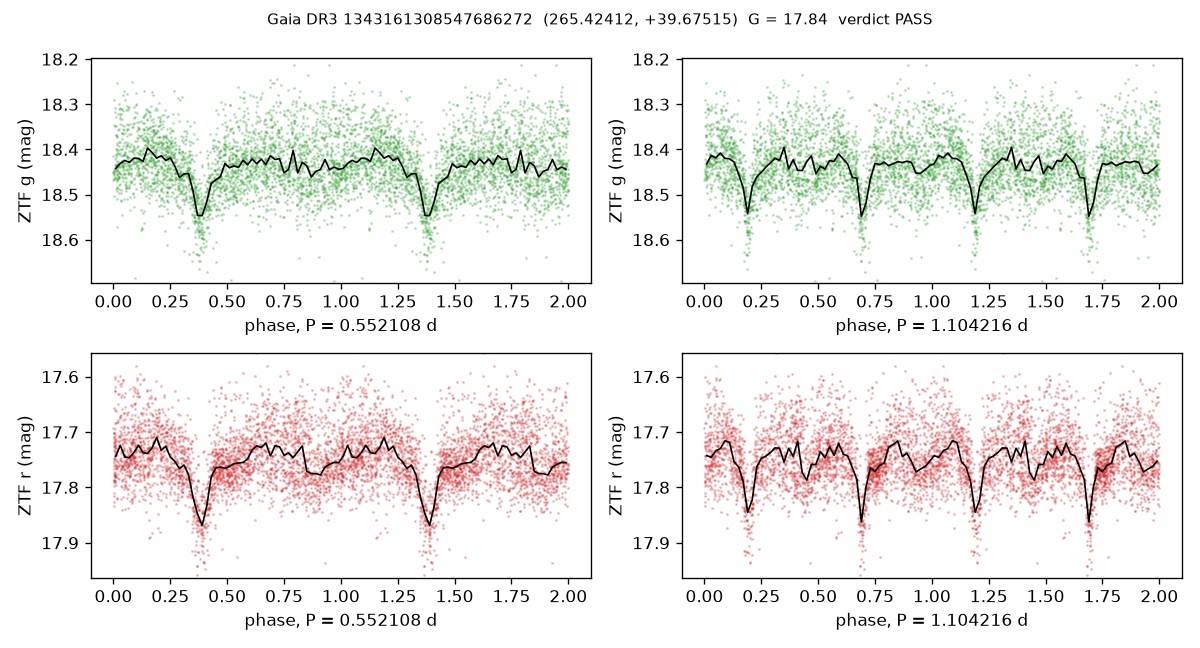 Gaia DR3 1343161308547686272  (265.42412, +39.67515)  G = 17.84  verdict PASS
18.2
18.3
18.4
18.5
18.6
ZTF g (mag)
0.00 0.25 0.50 0.75 1.00 1.25 1.50 1.75 2.00
phase, P = 0.552108 d
18.2
18.3
18.4
18.5
18.6
ZTF g (mag)
0.00 0.25 0.50 0.75 1.00 1.25 1.50 1.75 2.00
phase, P = 1.104216 d
17.6
17.7
17.8
17.9
ZTF r (mag)
0.00 0.25 0.50 0.75 1.00 1.25 1.50 1.75 2.00
phase, P = 0.552108 d
17.6
17.7
17.8
17.9
ZTF r (mag)
0.00 0.25 0.50 0.75 1.00 1.25 1.50 1.75 2.00
phase, P = 1.104216 d